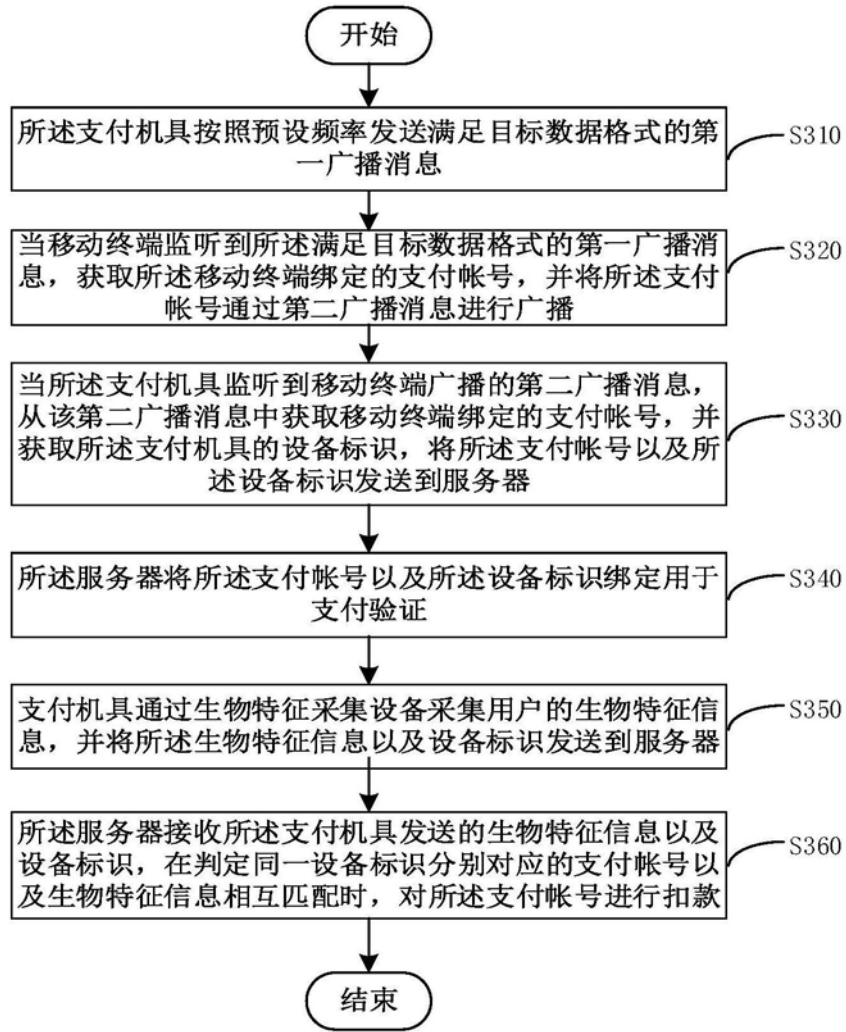 开始
所述支付机具按照预设频率发送满足目标数据格式的第
一广播消息
S310
当移动终端监听到所述满足目标数据格式的第一广播消
息，获取所述移动终端绑定的支付帐号，并将所述支付
帐号通过第二广播消息进行广播
S320
当所述支付机具监听到移动终端广播的第二广播消息，
从该第二广播消息中获取移动终端绑定的支付帐号，并
获取所述支付机具的设备标识，将所述支付帐号以及所
述设备标识发送到服务器
S330
所述服务器将所述支付帐号以及所述设备标识绑定用于
支付验证
S340
支付机具通过生物特征采集设备采集用户的生物特征信
息，并将所述生物特征信息以及设备标识发送到服务器
S350
所述服务器接收所述支付机具发送的生物特征信息以及
设备标识，在判定同一设备标识分别对应的支付帐号以
及生物特征信息相互匹配时，对所述支付帐号进行扣款
S360
结束